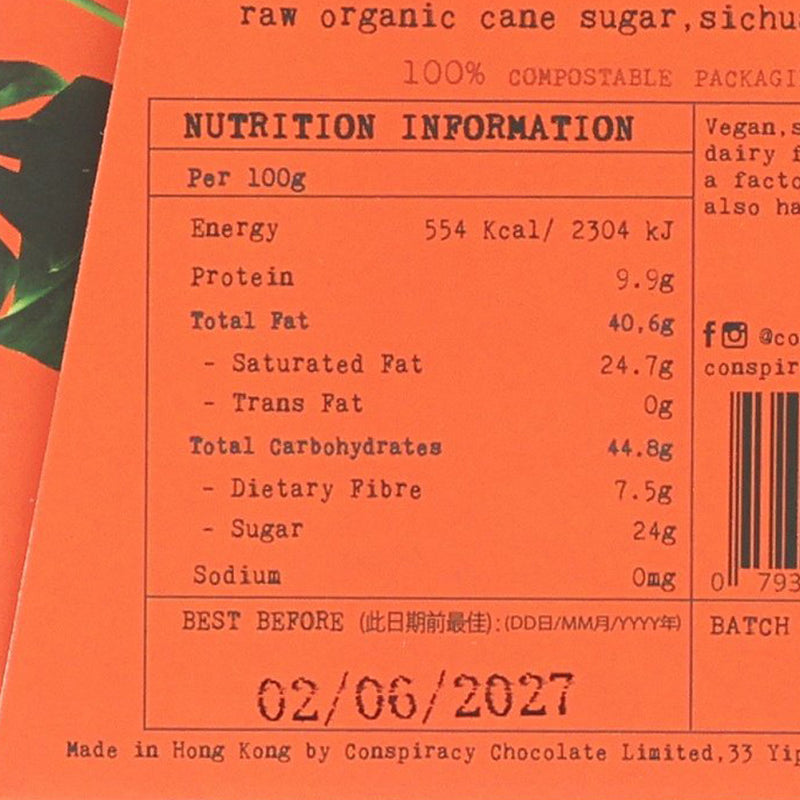 raw organic cane sugar, sichu
100% COMPOSTABLE PACKAGI
NUTRITION INFORMATION
Per 100g
Energy 554 Kcal/ 2304 kJ
Protein 9.9g
Total Fat 40,6g
- Saturated Fat 24.7g
- Trans Fat 0g
Total Carbohydrates 44.8g
- Dietary Fibre 7.5g
- Sugar 24g
Sodium 0mg
BEST BEFORE (此日期前最佳):(DD日/MM月/YYYY年)
02/06/2027
Vegan,s
dairy f
a facto
also ha
@co
conspir
0 793
BATCH
Made in Hong Kong by Conspiracy Chocolate Limited,33 Yip